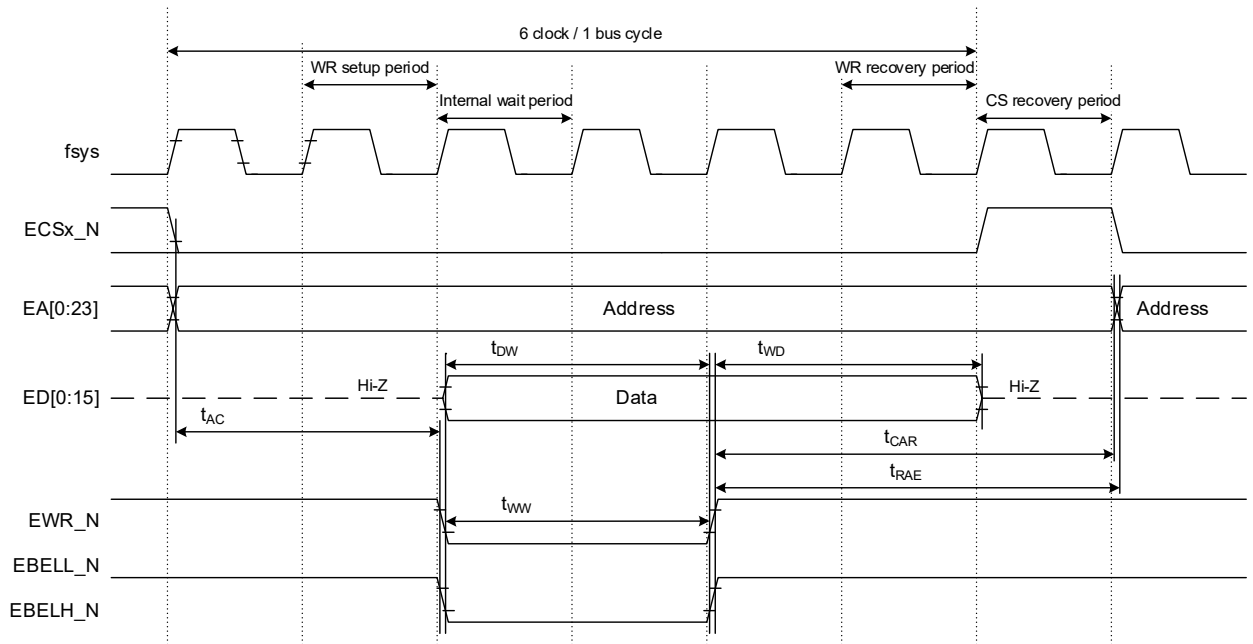 6 clock / 1 bus cycle
WR setup period
WR recovery period
Internal wait period
CS recovery period
fsys
ECSx_N
EA[0:23]
Address
Address
tDW
tWD
ED[0:15]
Hi-Z
Data
Hi-Z
tAC
tCAR
tRAE
EWR_N
tWW
EBELL_N
EBELH_N